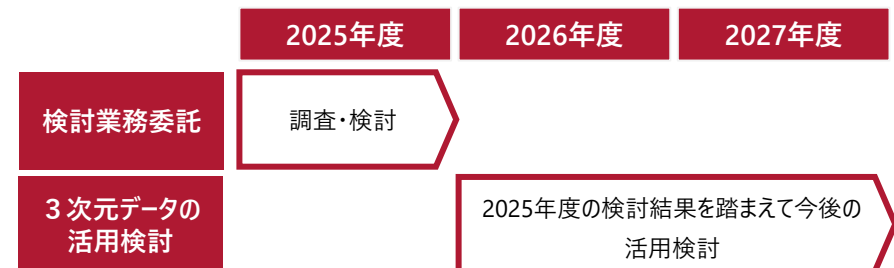 2025年度 2026年度 2027年度
検討業務委託 調査・検討
3次元データの
活用検討
2025年度の検討結果を踏まえて今後の
活用検討